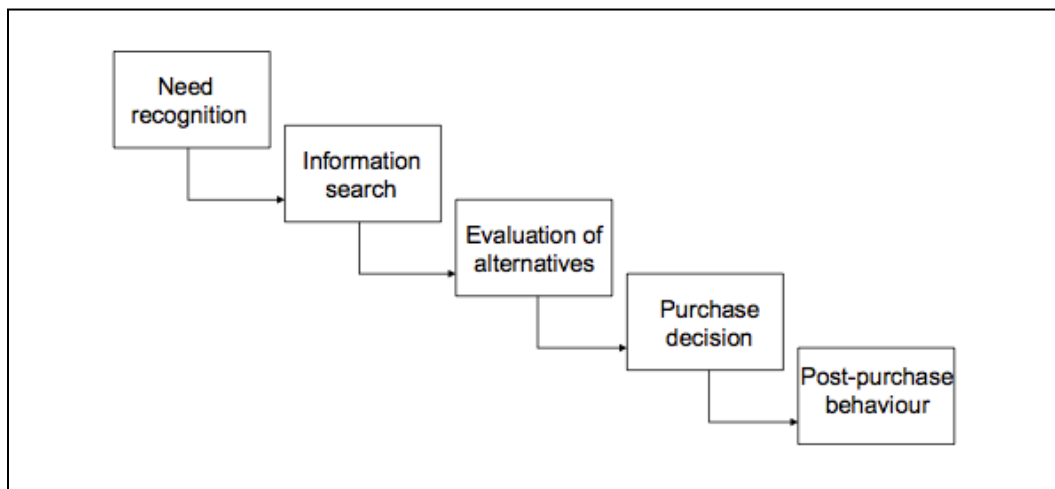 Need
recognition
Information
search
Evaluation of
alternatives
Purchase
decision
Post-purchase
behaviour